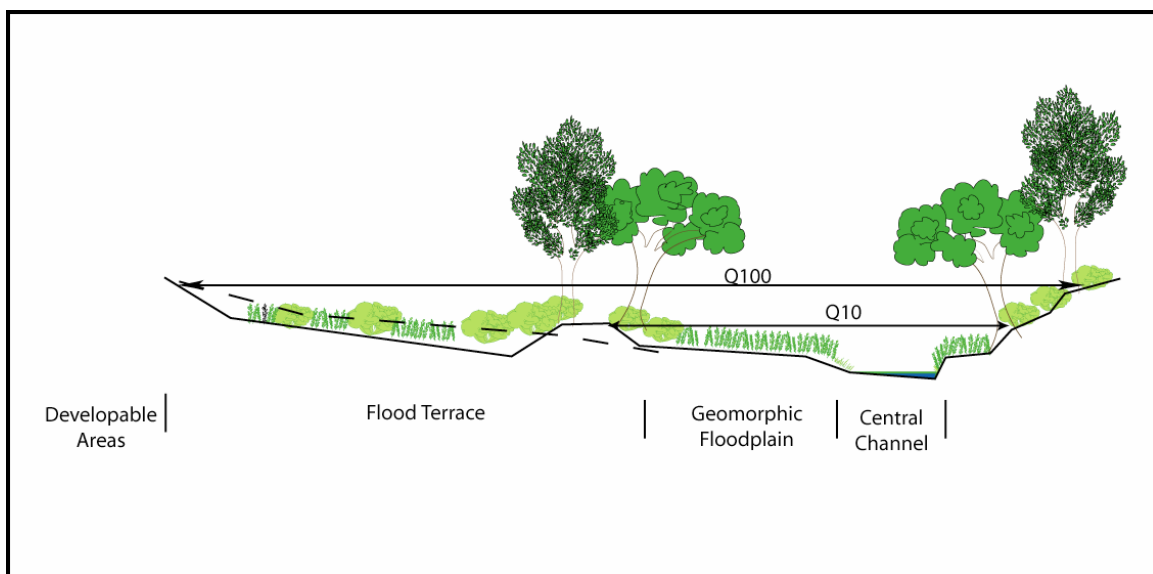 Q100
Q10
Developable
Areas
Flood Terrace
Geomorphic
Floodplain
Central
Channel